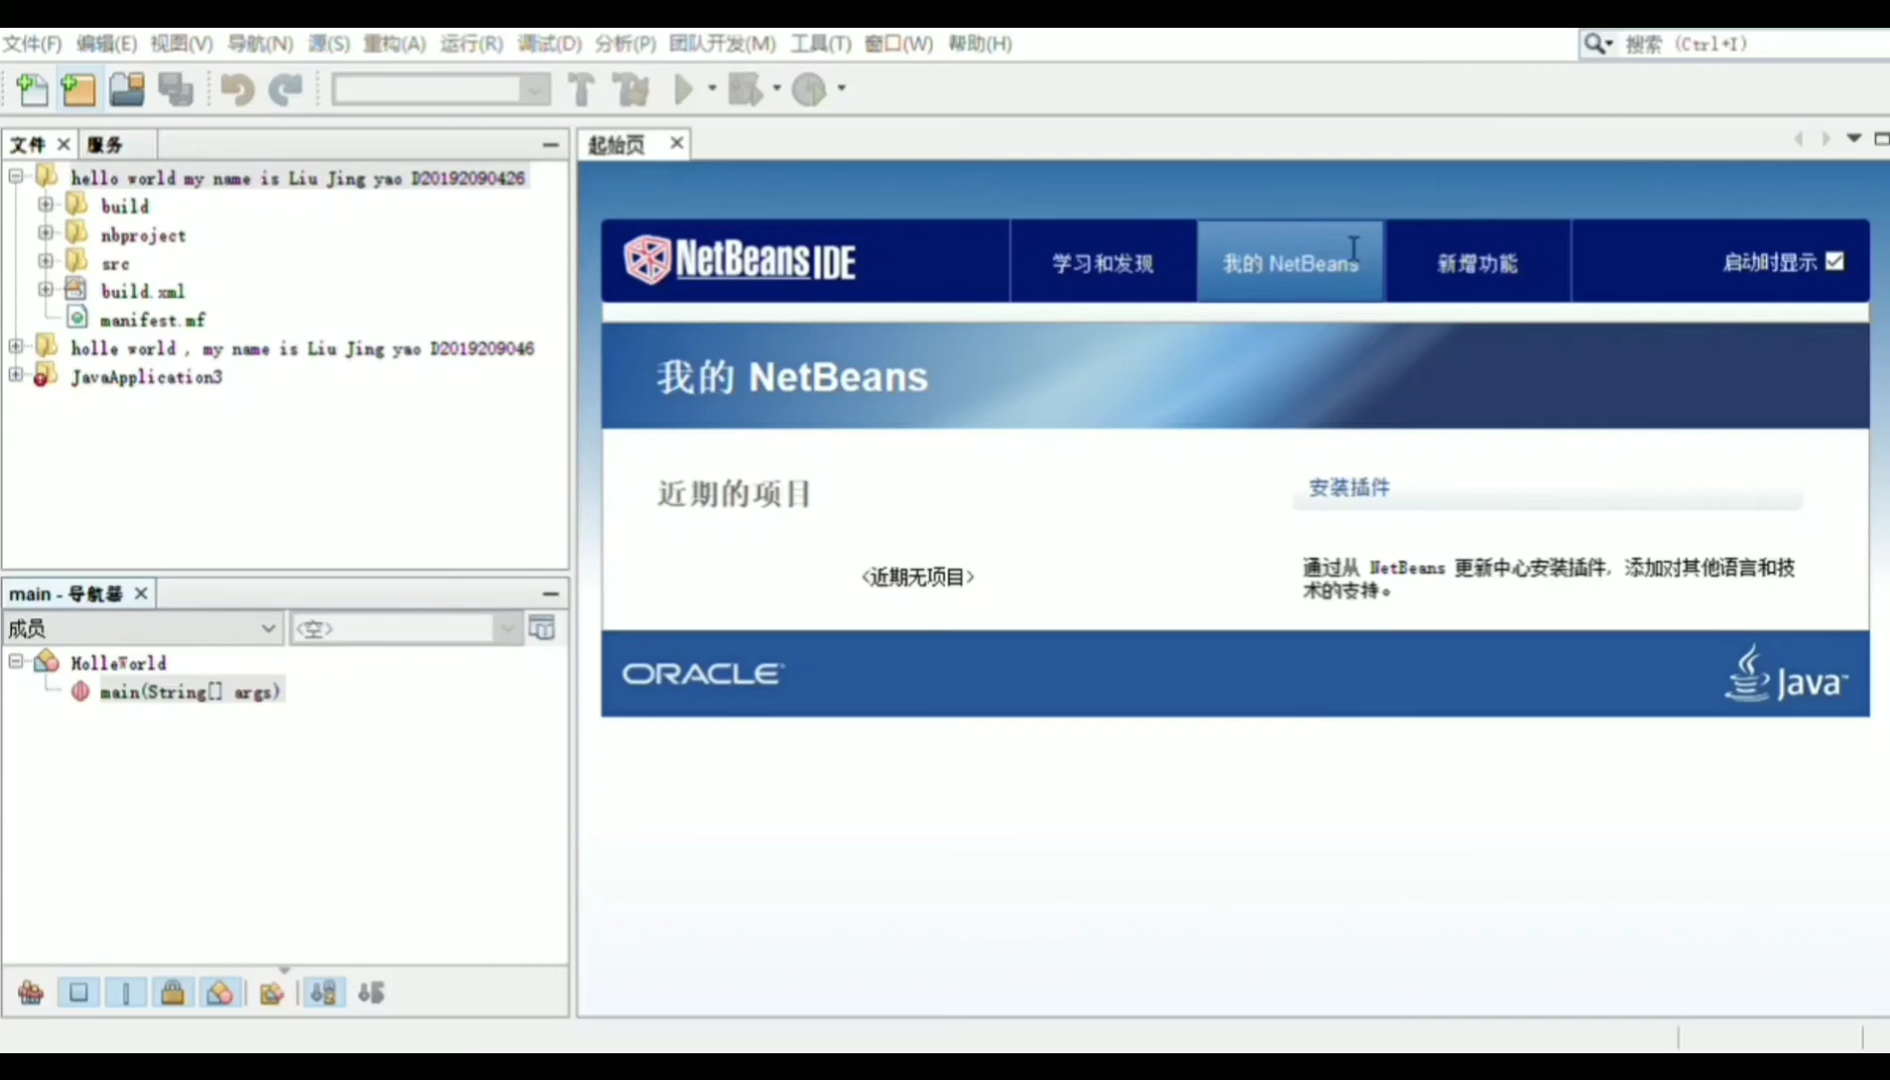 文件(F) 编辑(E) 视图(V) 导航(N) 源(S) 重构(A) 运行(R) 调试(D) 分析(P) 团队开发(M) 工具(T) 窗口(W) 帮助(H)
搜索 (Ctrl+I)
文件
服务
hello world my name is Liu Jing yao D20192090426
build
nbproject
src
build.xml
manifest.mf
holle world , my name is Liu Jing yao D2019209046
JavaApplication3
main - 导航器
成员
<空>
HolleWorld
main(String[] args)
起始页
NetBeans IDE
学习和发现
我的 NetBeans
新增功能
启动时显示
我的 NetBeans
近期的项目
<近期无项目>
安装插件
通过从 NetBeans 更新中心安装插件, 添加对其他语言和技
术的支持。
ORACLE
Java